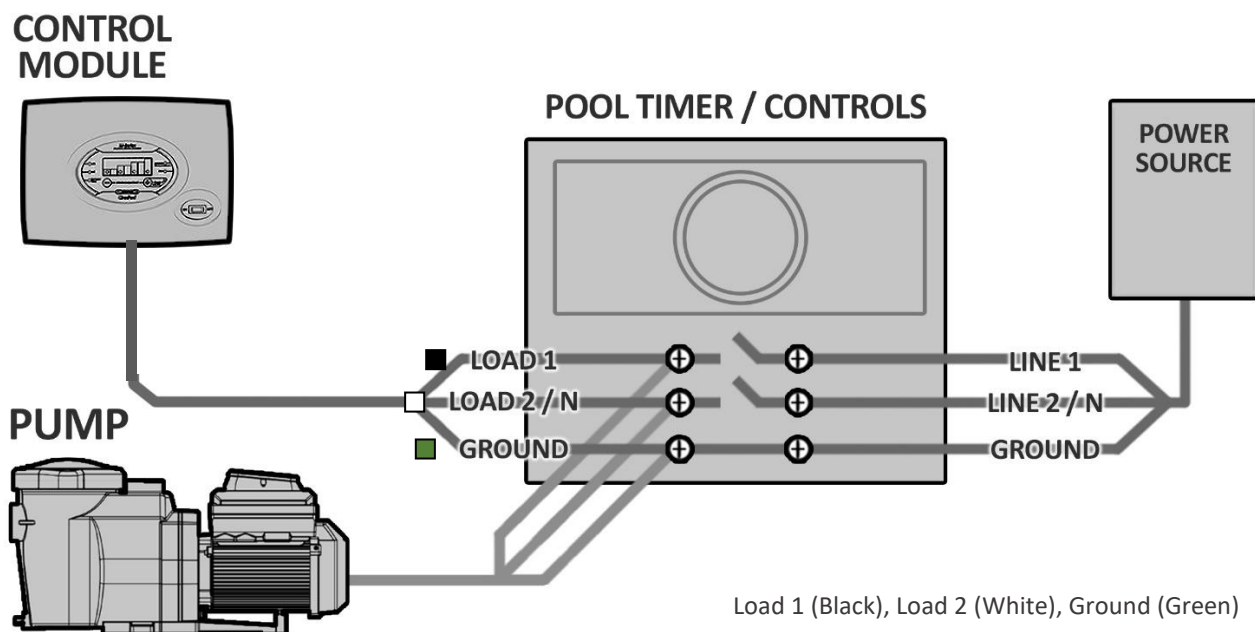 CONTROL
MODULE
POOL TIMER / CONTROLS
POWER
SOURCE
LOAD 1
LINE 1
LOAD 2 / N
LINE 2 / N
GROUND
GROUND
PUMP
Load 1 (Black), Load 2 (White), Ground (Green)